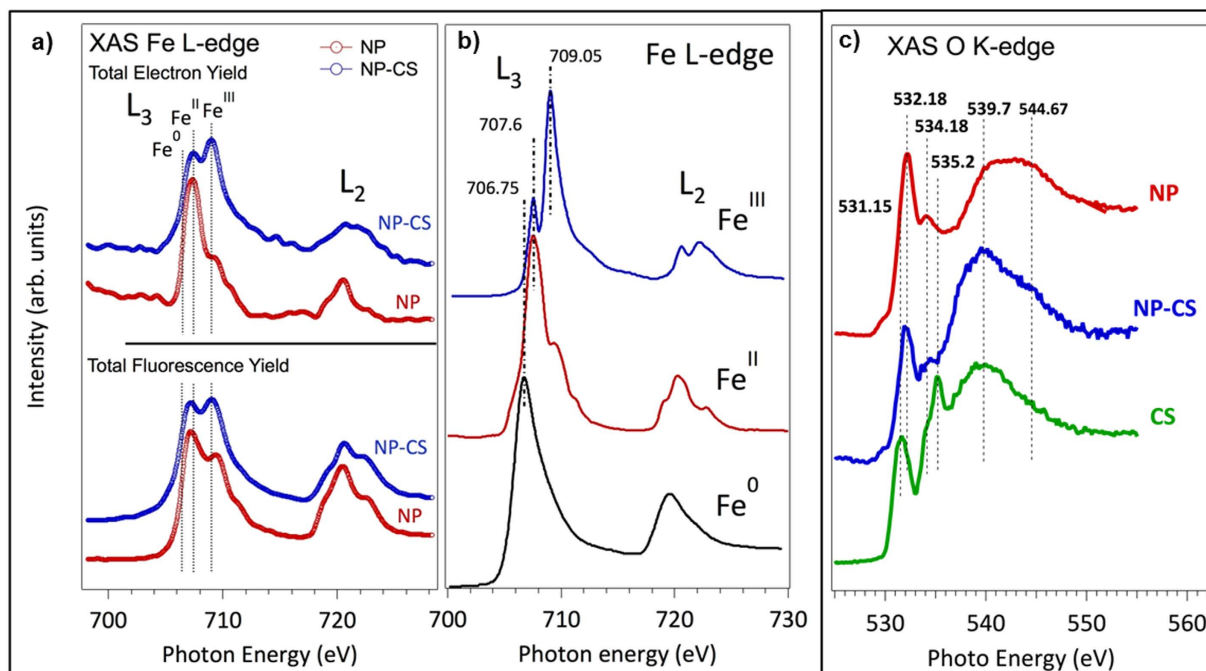 a)
XAS Fe L-edge
NP
NP-CS
Total Electron Yield
L3
Fe0
FeII
FeIII
L2
NP-CS
NP
Total Fluorescence Yield
NP-CS
NP
Intensity (arb. units)
700 710 720
Photon Energy (eV)
b)
Fe L-edge
L3
709.05
707.6
706.75
L2
FeIII
FeII
Fe0
700 710 720 730
Photon energy (eV)
c)
XAS O K-edge
532.18
534.18
535.2
539.7
544.67
531.15
NP
NP-CS
CS
530 540 550 560
Photo Energy (eV)